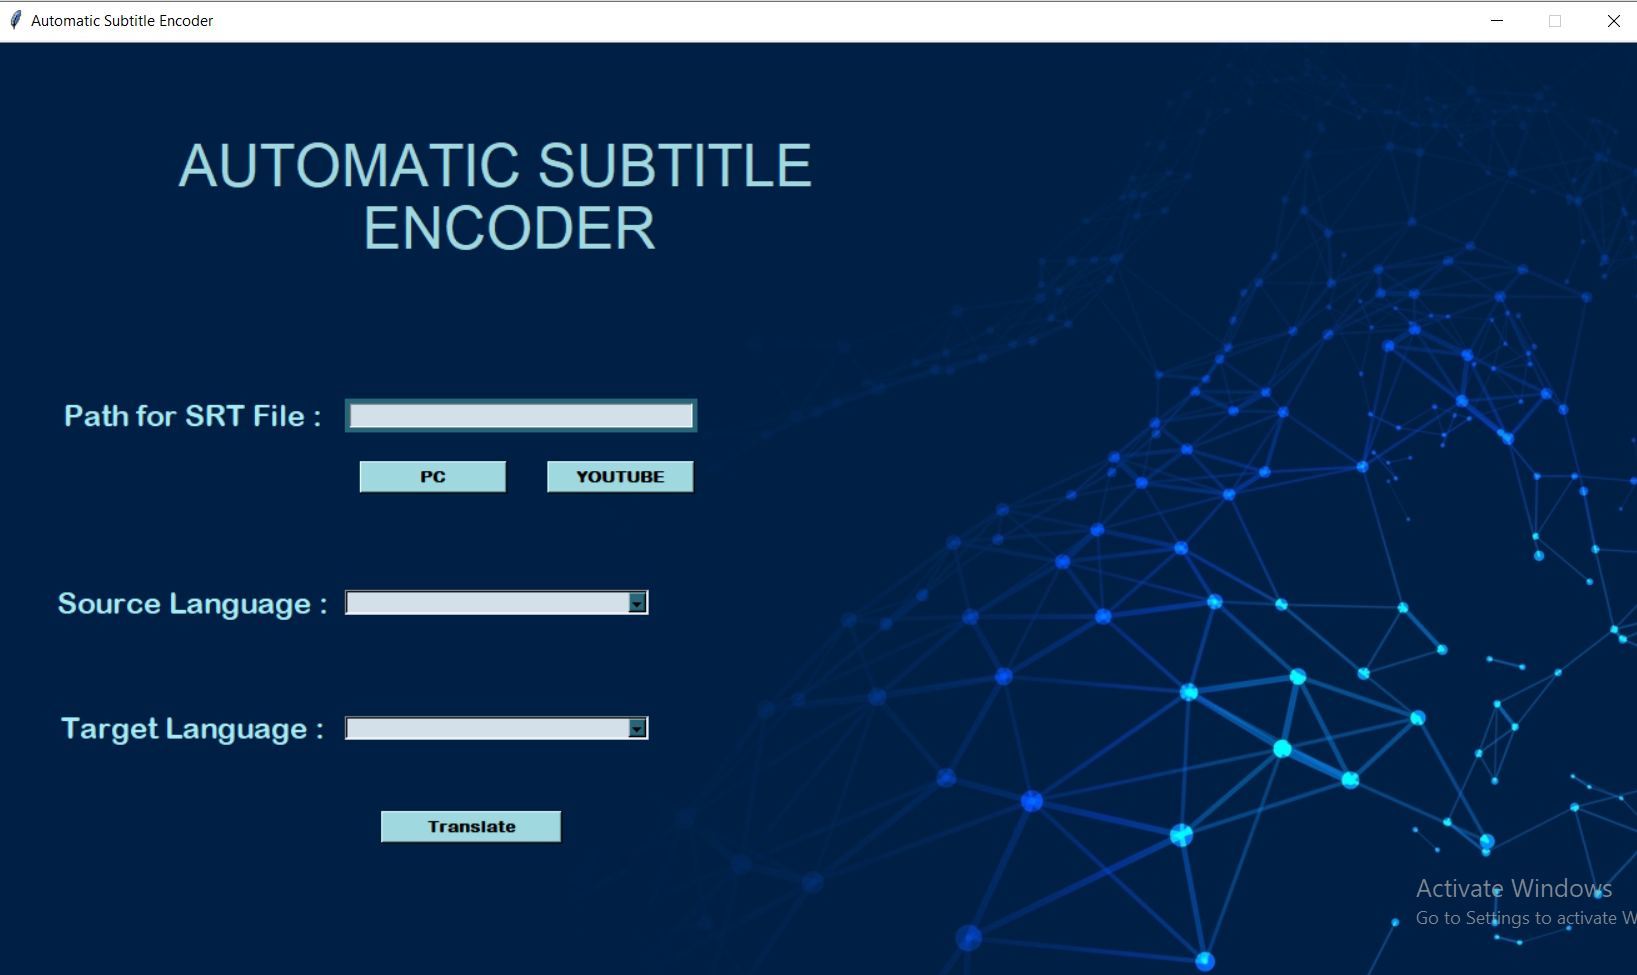 Automatic Subtitle Encoder
AUTOMATIC SUBTITLE
ENCODER
Path for SRT File :
PC
YOUTUBE
Source Language :
Target Language :
Translate
Activate Windows
Go to Settings to activate W